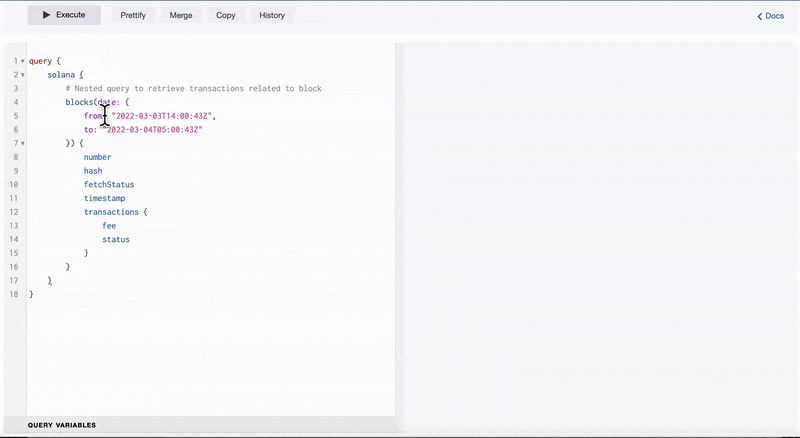 Execute Prettify Merge Copy History Docs
1 query {
2 solana {
3 # Nested query to retrieve transactions related to block
4 blocks(date: {
5 from: "2022-03-03T14:00:43Z",
6 to: "2022-03-04T05:00:43Z"
7 }) {
8 number
9 hash
10 fetchStatus
11 timestamp
12 transactions {
13 fee
14 status
15 }
16 }
17 }
18 }
QUERY VARIABLES